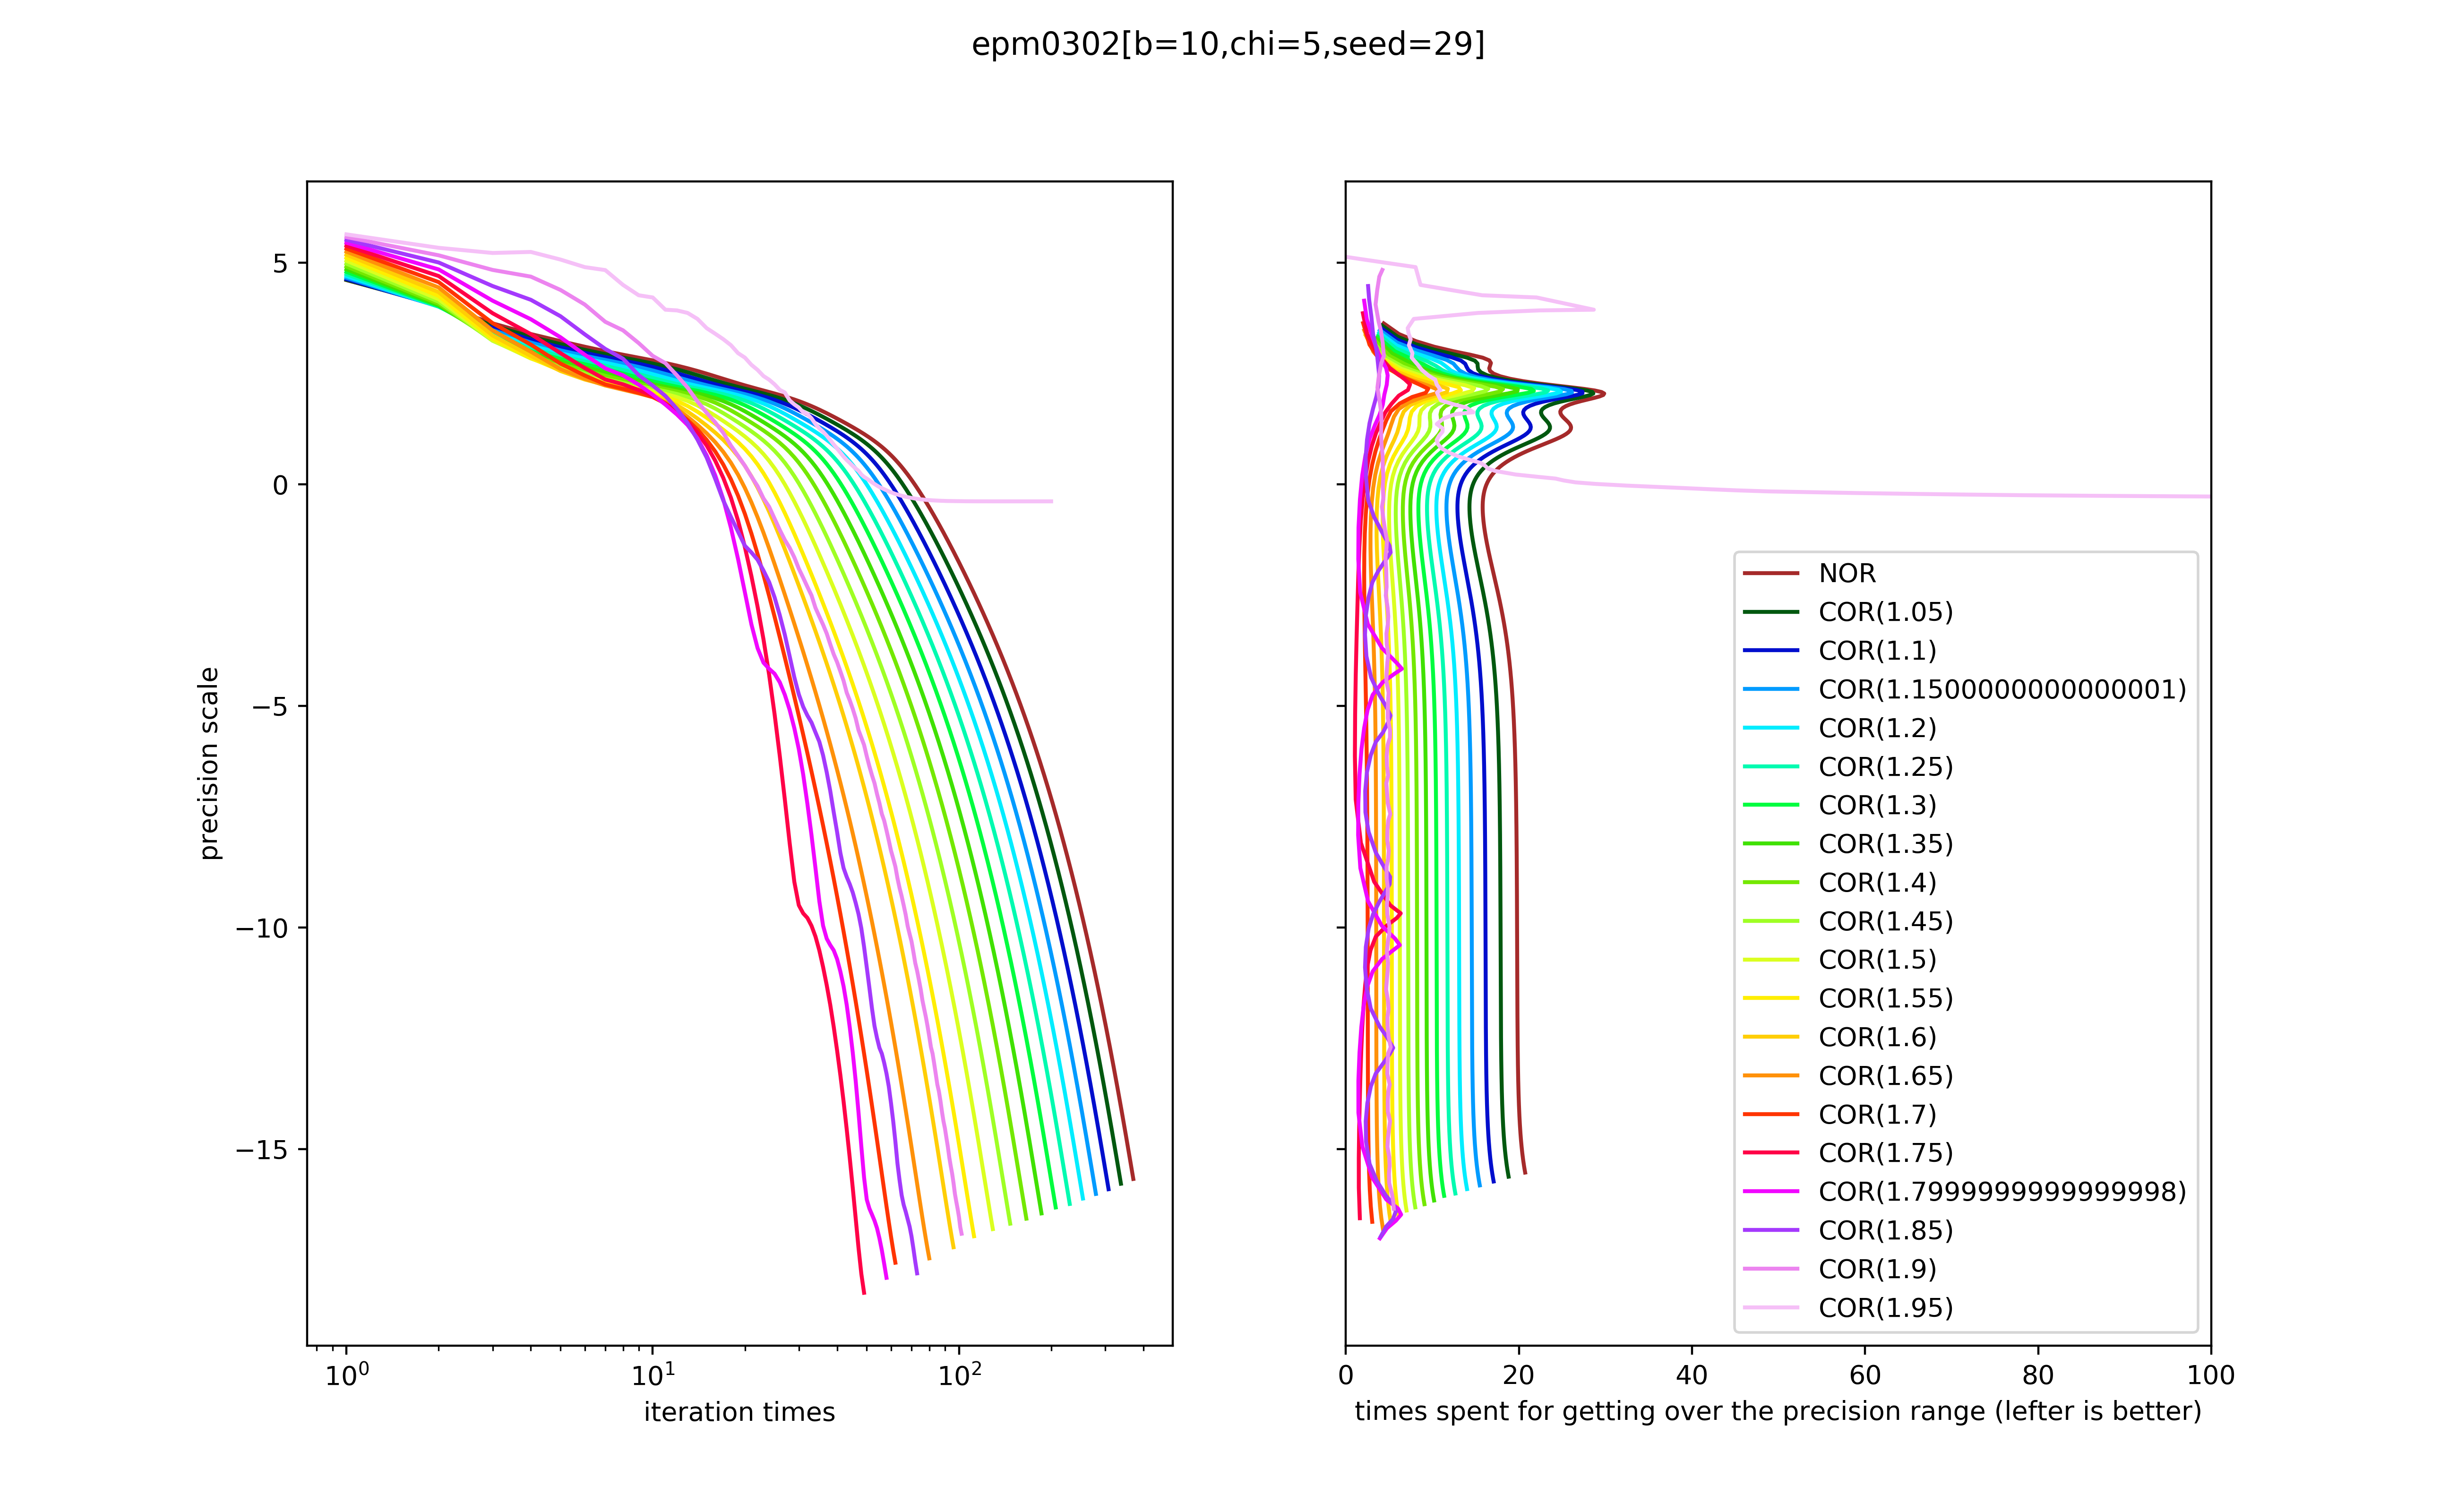 epm0302[b=10,chi=5,seed=29]
precision scale
5
0
−5
−10
−15
10^0
10^1
10^2
iteration times
0
20
40
60
80
100
times spent for getting over the precision range (lefter is better)
NOR
COR(1.05)
COR(1.1)
COR(1.1500000000000001)
COR(1.2)
COR(1.25)
COR(1.3)
COR(1.35)
COR(1.4)
COR(1.45)
COR(1.5)
COR(1.55)
COR(1.6)
COR(1.65)
COR(1.7)
COR(1.75)
COR(1.7999999999999998)
COR(1.85)
COR(1.9)
COR(1.95)